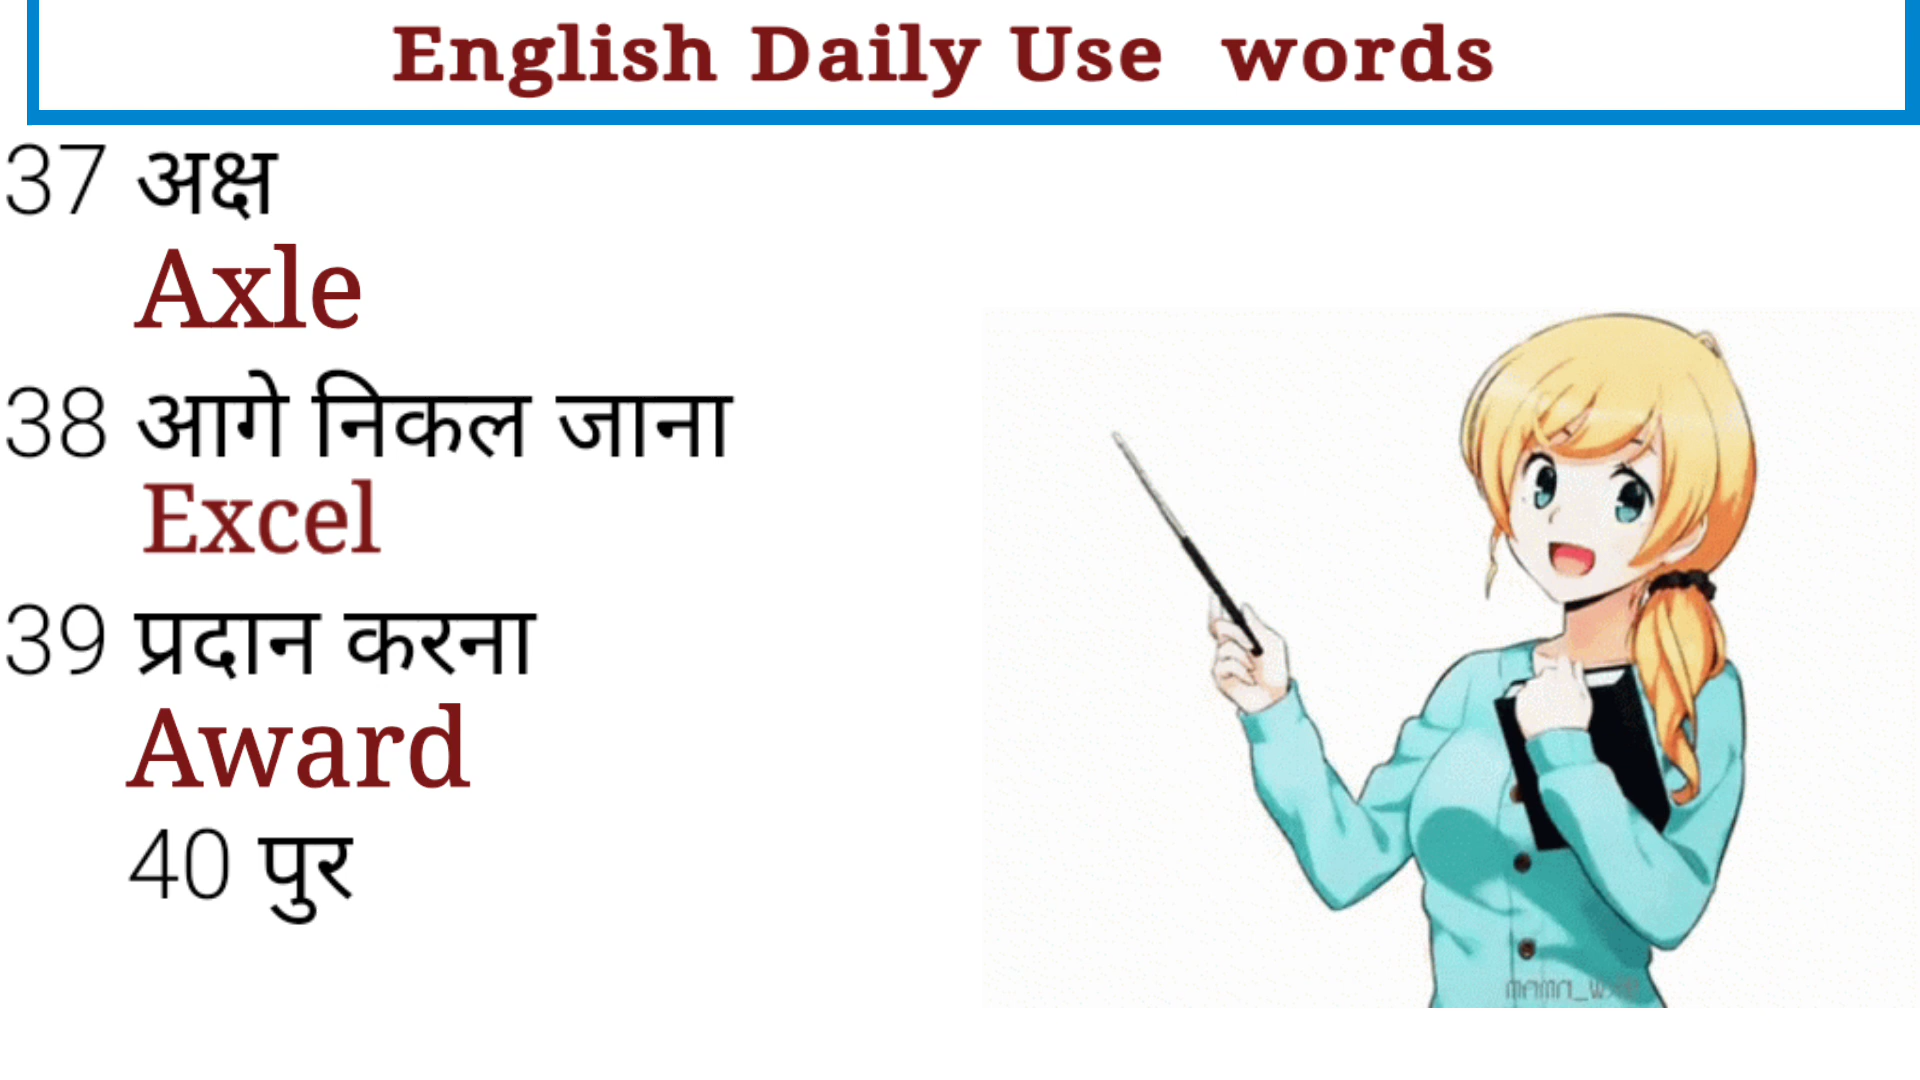 English Daily Use words
37 अक्ष
Axle
38 आगे निकल जाना
Excel
39 प्रदान करना
Award
40 पुर